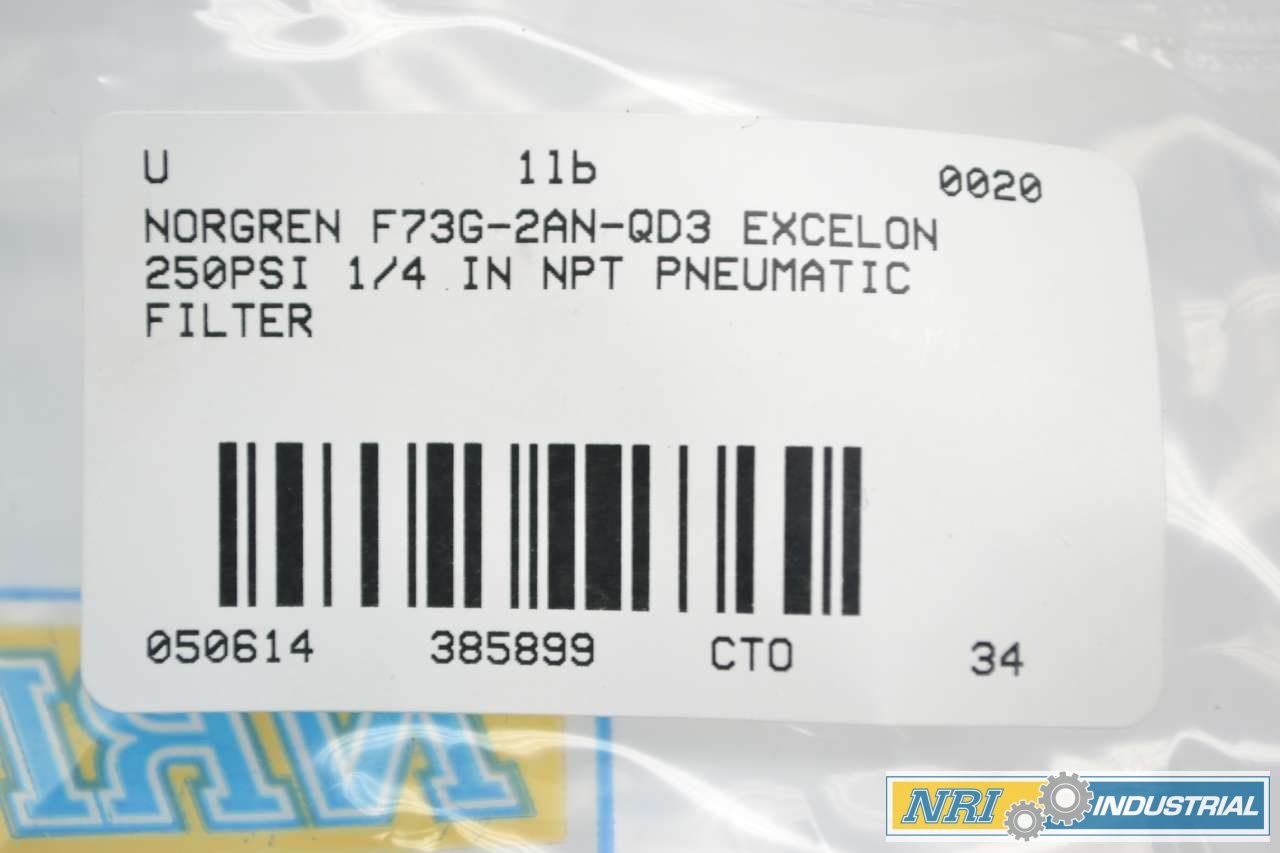 U 1lb 0020
NORGREN F73G-2AN-QD3 EXCELON
250PSI 1/4 IN NPT PNEUMATIC
FILTER
050614 385899 CTO 34
NRI
NRI INDUSTRIAL